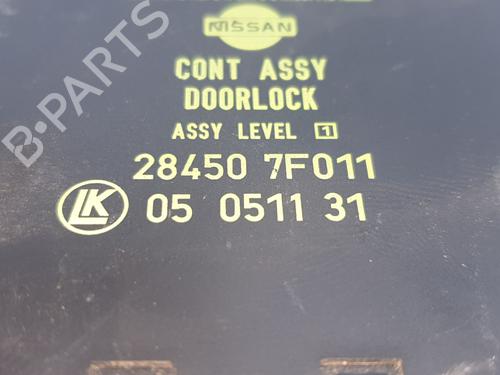 NISSAN
CONT ASSY
DOORLOCK
ASSY LEVEL 1
28450 7F011
LK 05 0511 31
B-PARTS